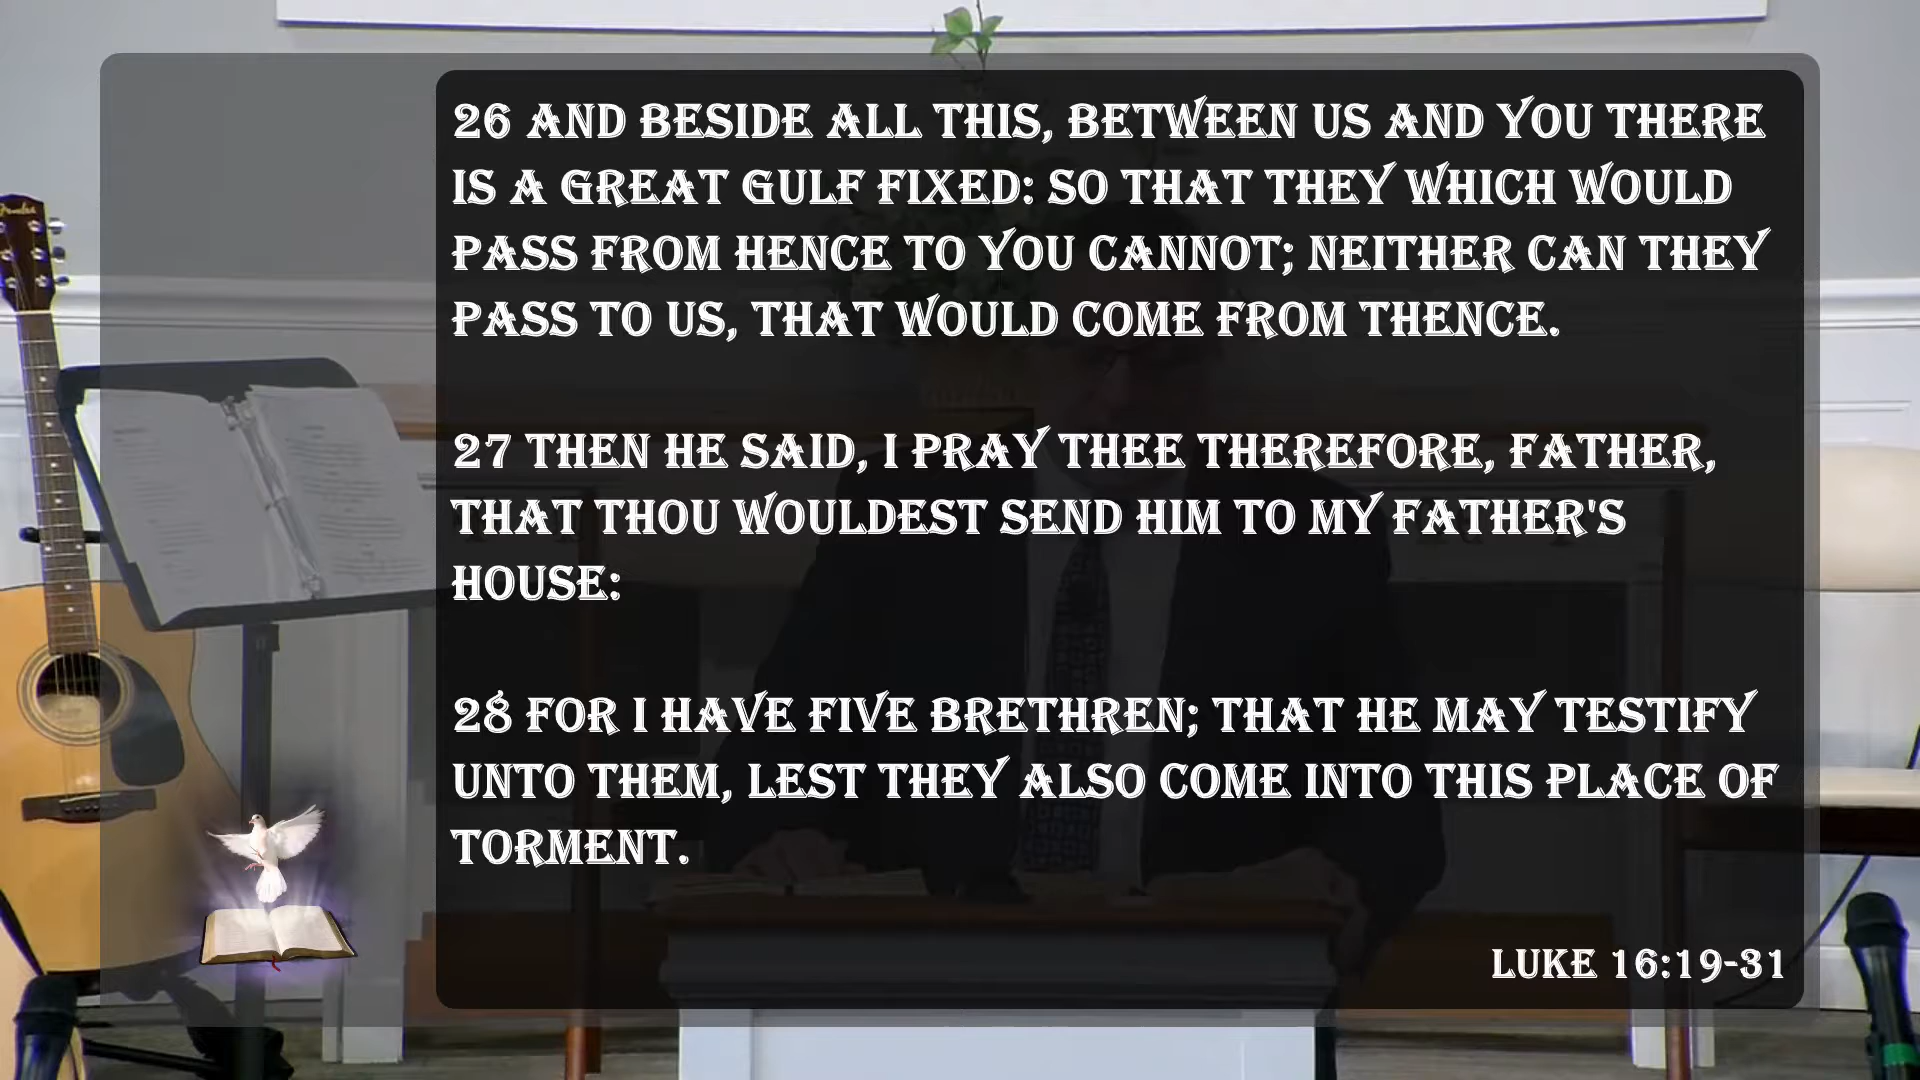 Fender
26 AND BESIDE ALL THIS, BETWEEN US AND YOU THERE
IS A GREAT GULF FIXED: SO THAT THEY WHICH WOULD
PASS FROM HENCE TO YOU CANNOT; NEITHER CAN THEY
PASS TO US, THAT WOULD COME FROM THENCE.
27 THEN HE SAID, I PRAY THEE THEREFORE, FATHER,
THAT THOU WOULDEST SEND HIM TO MY FATHER'S
HOUSE:
28 FOR I HAVE FIVE BRETHREN; THAT HE MAY TESTIFY
UNTO THEM, LEST THEY ALSO COME INTO THIS PLACE OF
TORMENT.
LUKE 16:19-31